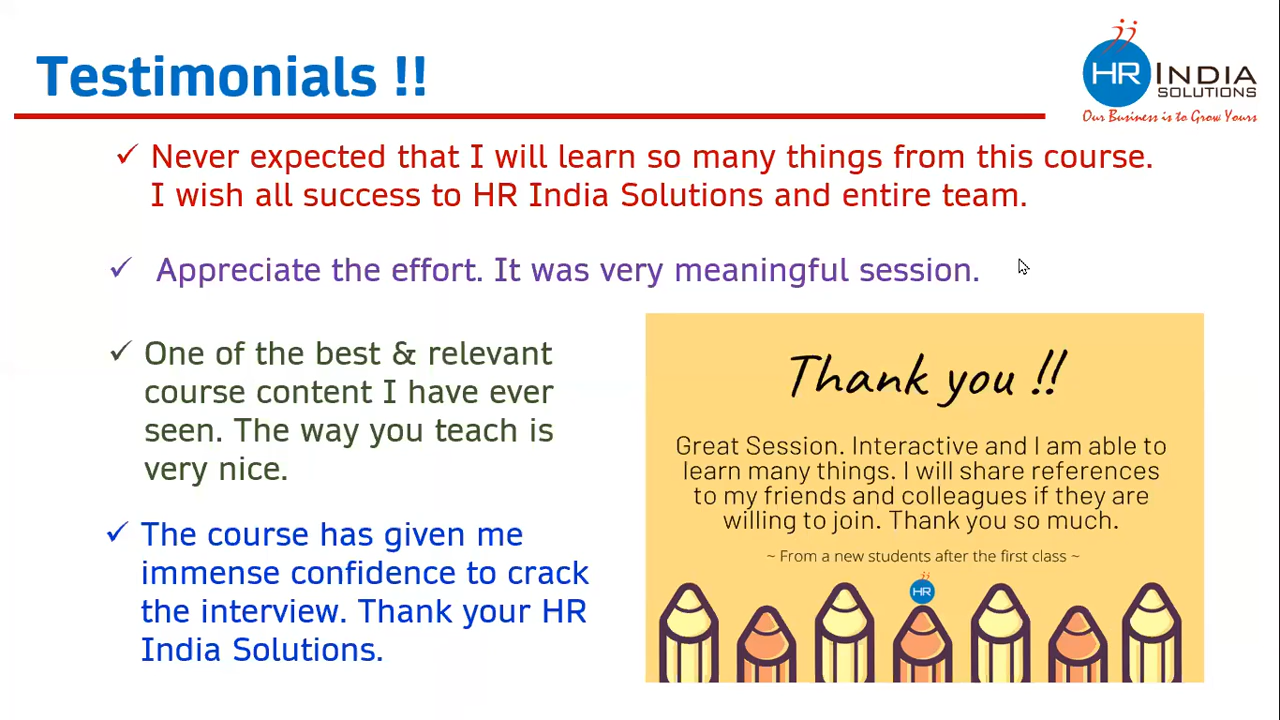 Testimonials !!
HR INDIA
SOLUTIONS
Our Business is to Grow Yours
✓ Never expected that I will learn so many things from this course.
I wish all success to HR India Solutions and entire team.
✓ Appreciate the effort. It was very meaningful session.
✓ One of the best & relevant
course content I have ever
seen. The way you teach is
very nice.
✓ The course has given me
immense confidence to crack
the interview. Thank your HR
India Solutions.
Thank you !!
Great Session. Interactive and I am able to
learn many things. I will share references
to my friends and colleagues if they are
willing to join. Thank you so much.
~ From a new students after the first class ~
HR